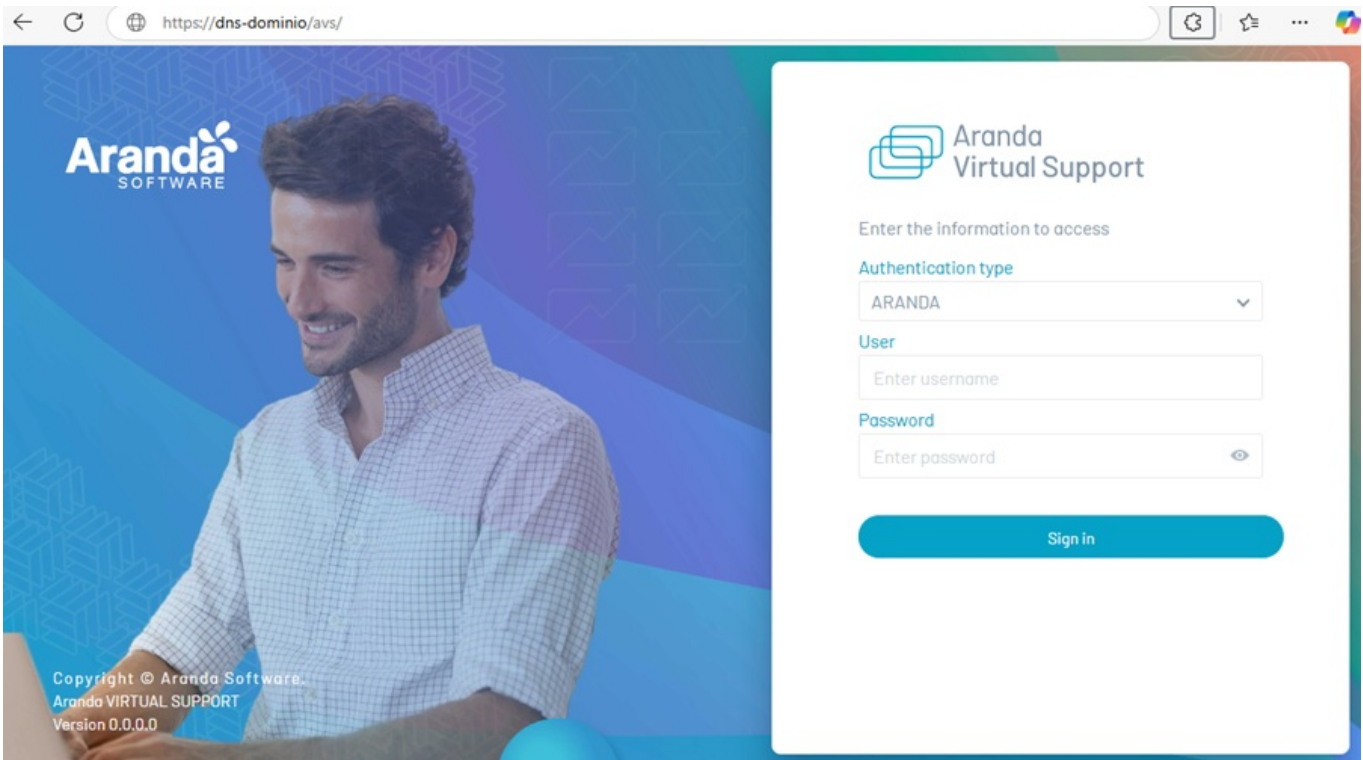 https://dns-dominio/avs/
Aranda
SOFTWARE
Aranda
Virtual Support
Enter the information to access
Authentication type
ARANDA
User
Enter username
Password
Enter password
Sign in
Copyright © Aranda Software.
Aranda VIRTUAL SUPPORT
Version 0.0.0.0